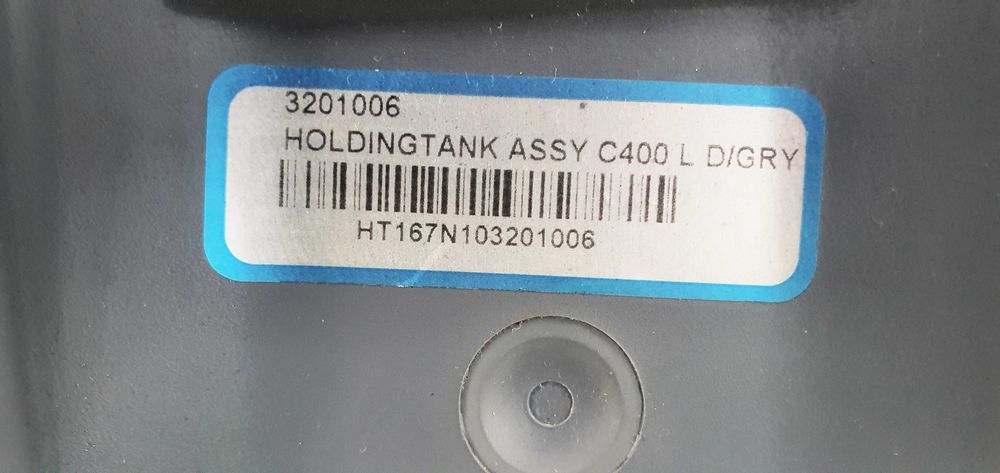 3201006
HOLDINGTANK ASSY C400 L D/GRY
HT167N103201006